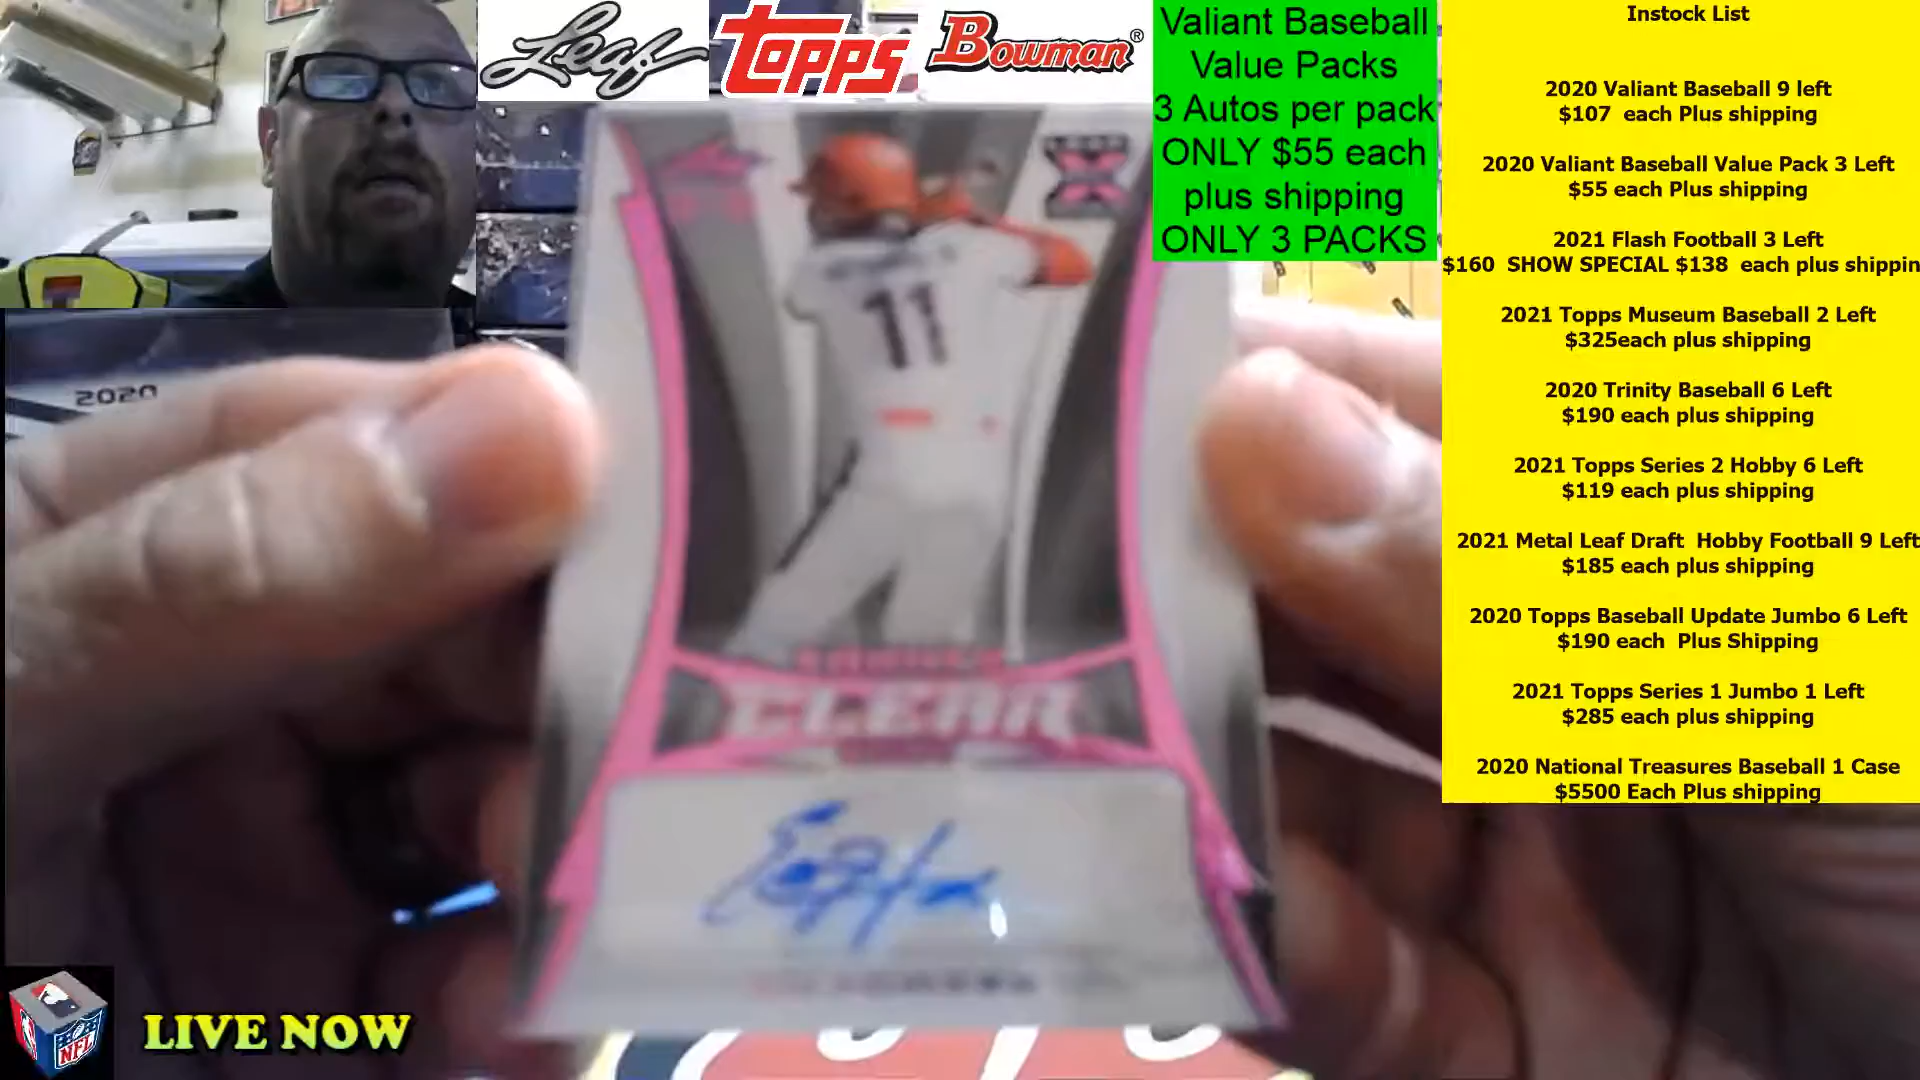 Leaf
TOPPS
Bowman®
Valiant Baseball
Value Packs
3 Autos per pack
ONLY $55 each
plus shipping
ONLY 3 PACKS
Instock List
2020 Valiant Baseball 9 left
$107 each Plus shipping
2020 Valiant Baseball Value Pack 3 Left
$55 each Plus shipping
2021 Flash Football 3 Left
$160 SHOW SPECIAL $138 each plus shippin
2021 Topps Museum Baseball 2 Left
$325each plus shipping
2020 Trinity Baseball 6 Left
$190 each plus shipping
2021 Topps Series 2 Hobby 6 Left
$119 each plus shipping
2021 Metal Leaf Draft Hobby Football 9 Left
$185 each plus shipping
2020 Topps Baseball Update Jumbo 6 Left
$190 each Plus Shipping
2021 Topps Series 1 Jumbo 1 Left
$285 each plus shipping
2020 National Treasures Baseball 1 Case
$5500 Each Plus shipping
2020
11
CLEAR
NFL
LIVE NOW